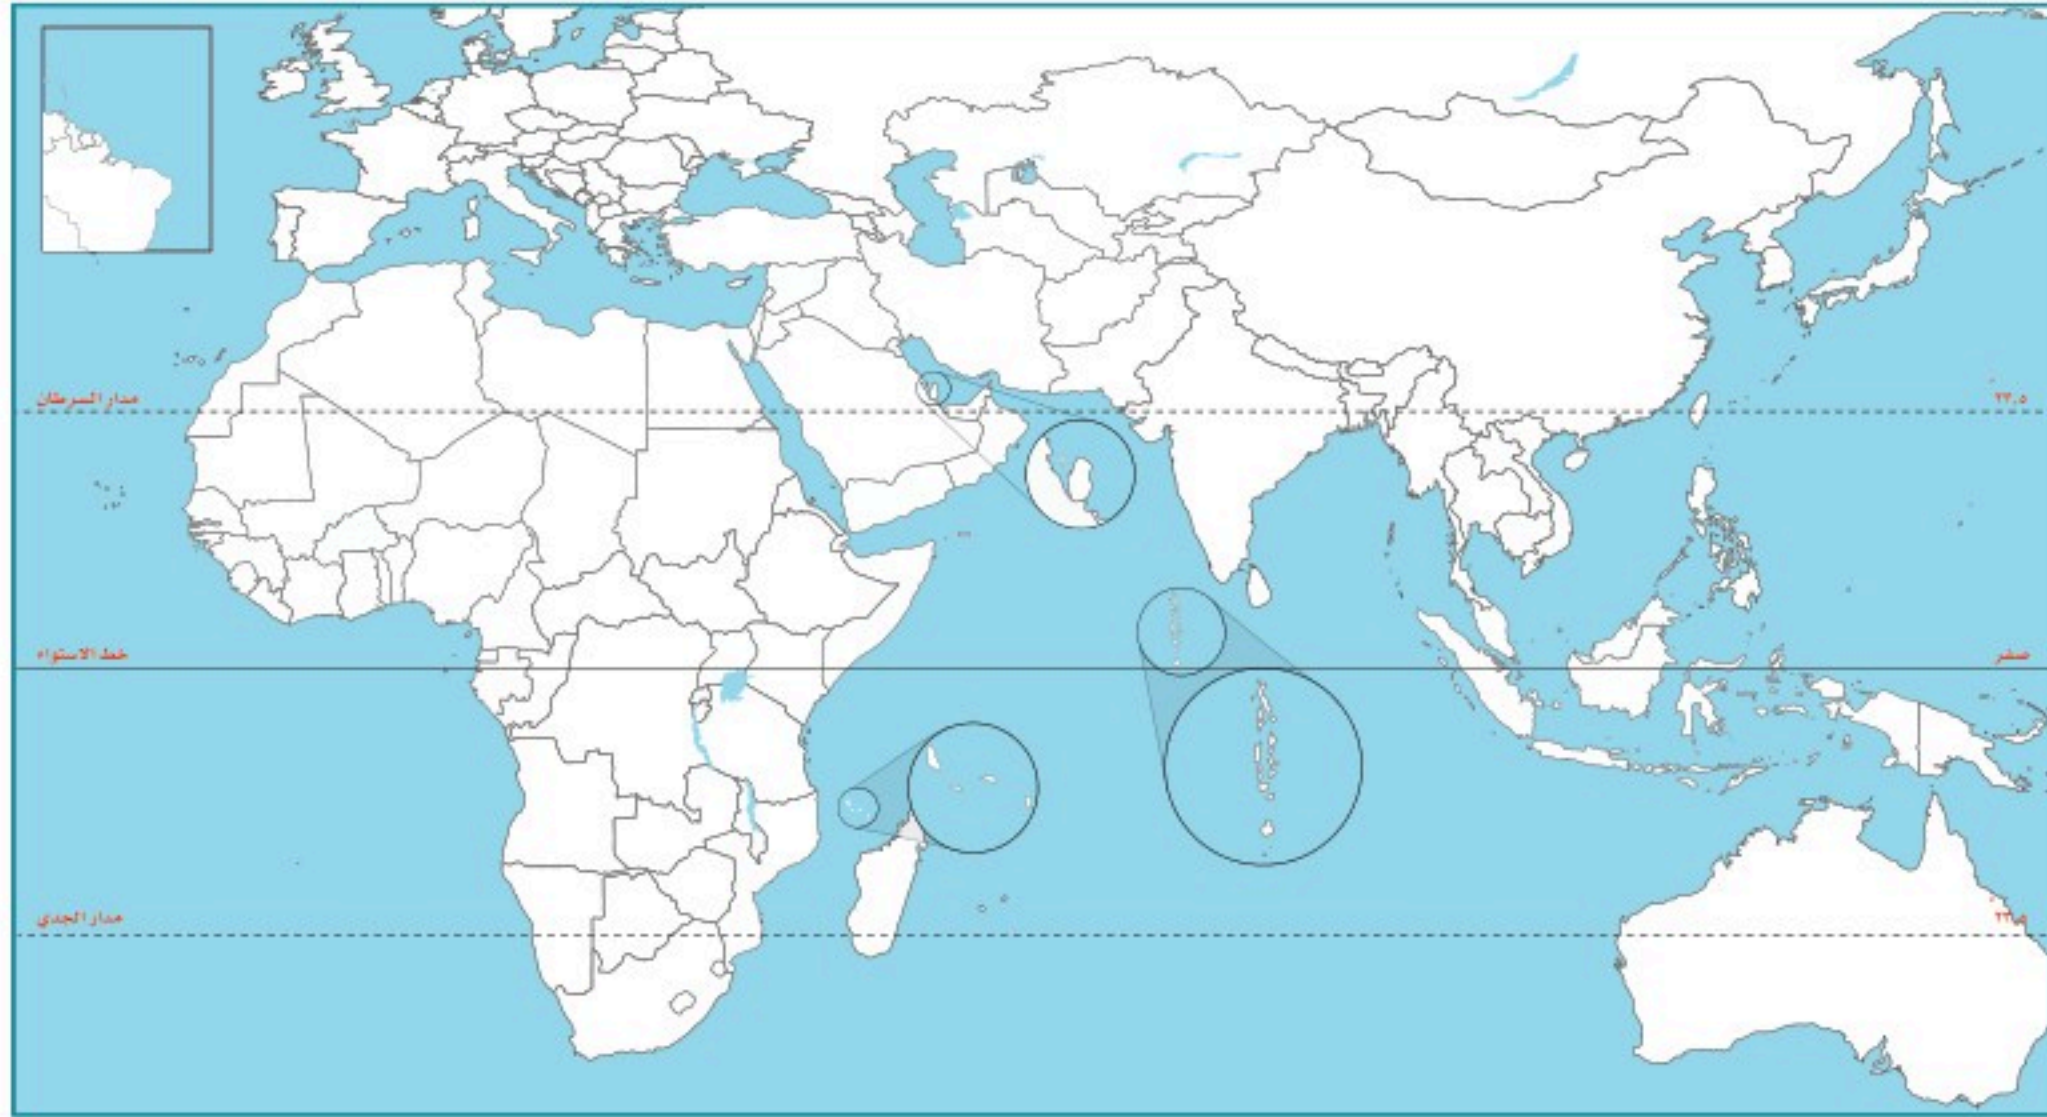 مدار السرطان
٢٣.٥
خط الاستواء
صفر
مدار الجدي
٢٣.٥